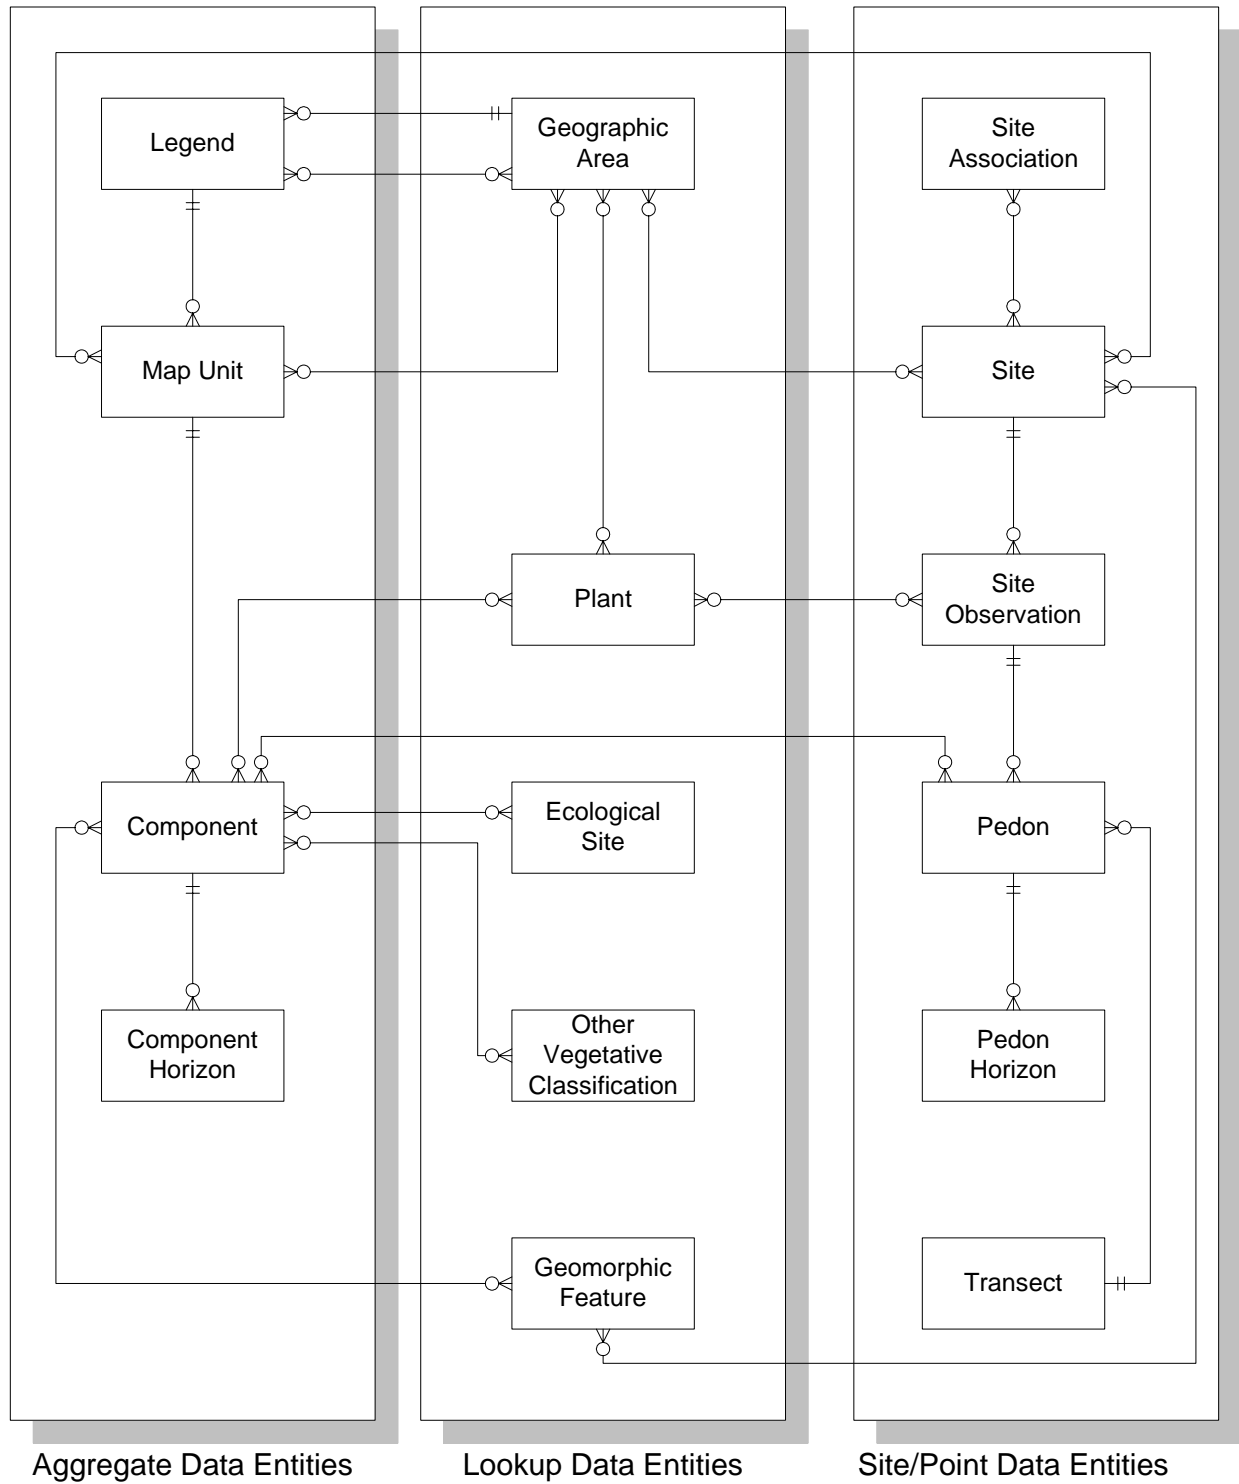 Legend
Geographic
Area
Site
Association
Map Unit
Site
Plant
Site
Observation
Component
Ecological
Site
Pedon
Component
Horizon
Other
Vegetative
Classification
Pedon
Horizon
Geomorphic
Feature
Transect
Aggregate Data Entities
Lookup Data Entities
Site/Point Data Entities